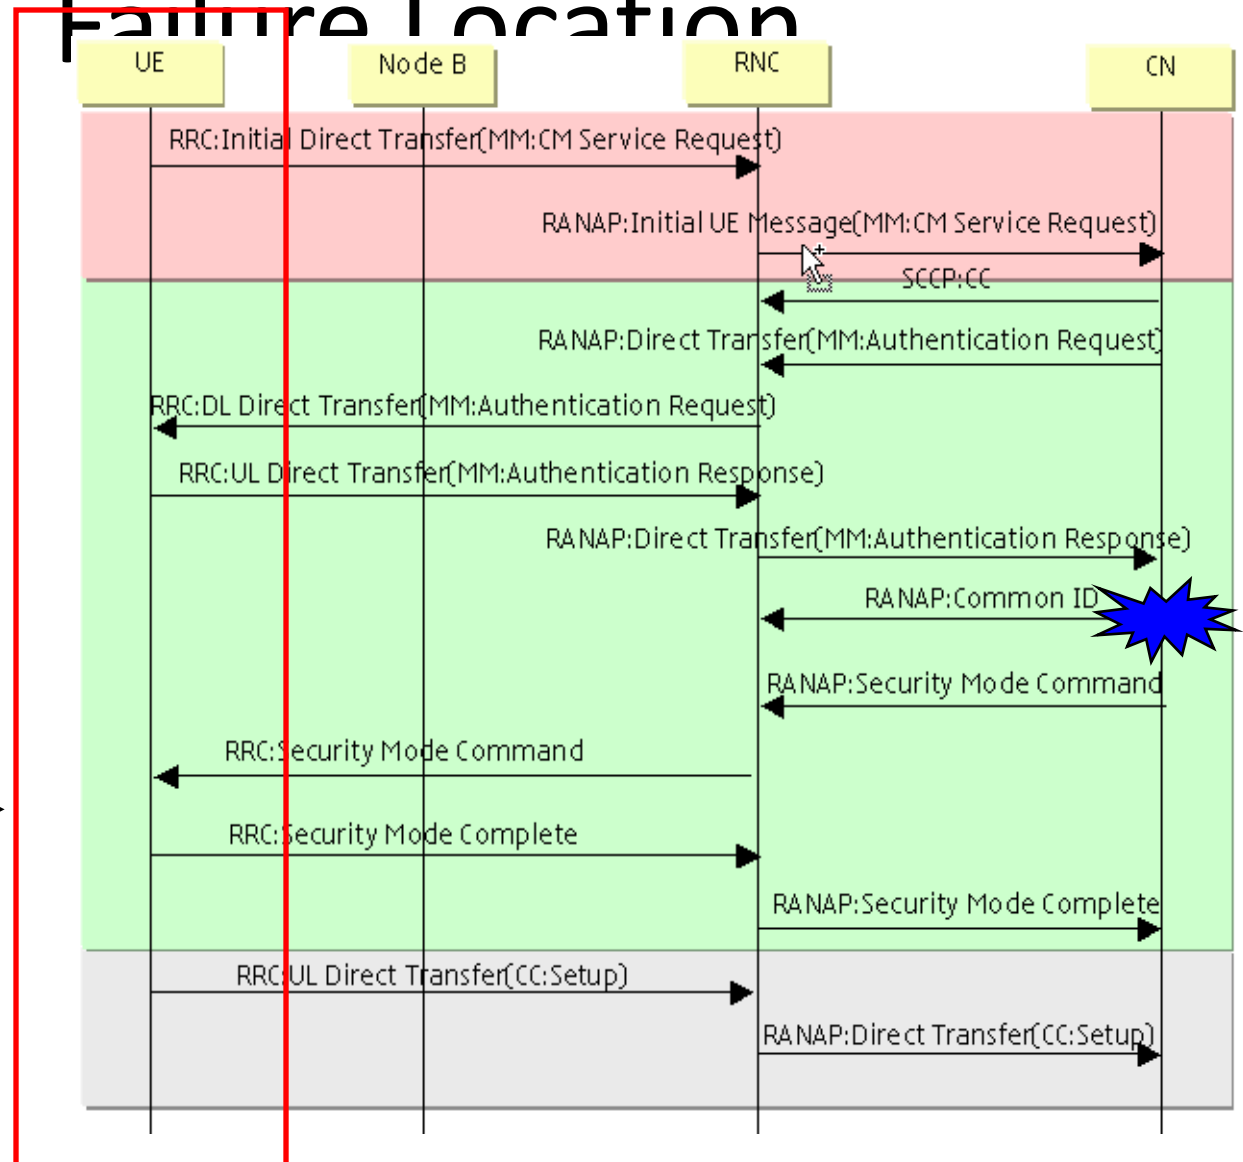 Failure Location
UE
Node B
RNC
CN
RRC:Initial Direct Transfer(MM:CM Service Request)
RANAP:Initial UE Message(MM:CM Service Request)
SCCP:CC
RANAP:Direct Transfer(MM:Authentication Request)
RRC:DL Direct Transfer(MM:Authentication Request)
RRC:UL Direct Transfer(MM:Authentication Response)
RANAP:Direct Transfer(MM:Authentication Response)
RANAP:Common ID
RANAP:Security Mode Command
RRC:Security Mode Command
RRC:Security Mode Complete
RANAP:Security Mode Complete
RRC:UL Direct Transfer(CC:Setup)
RANAP:Direct Transfer(CC:Setup)